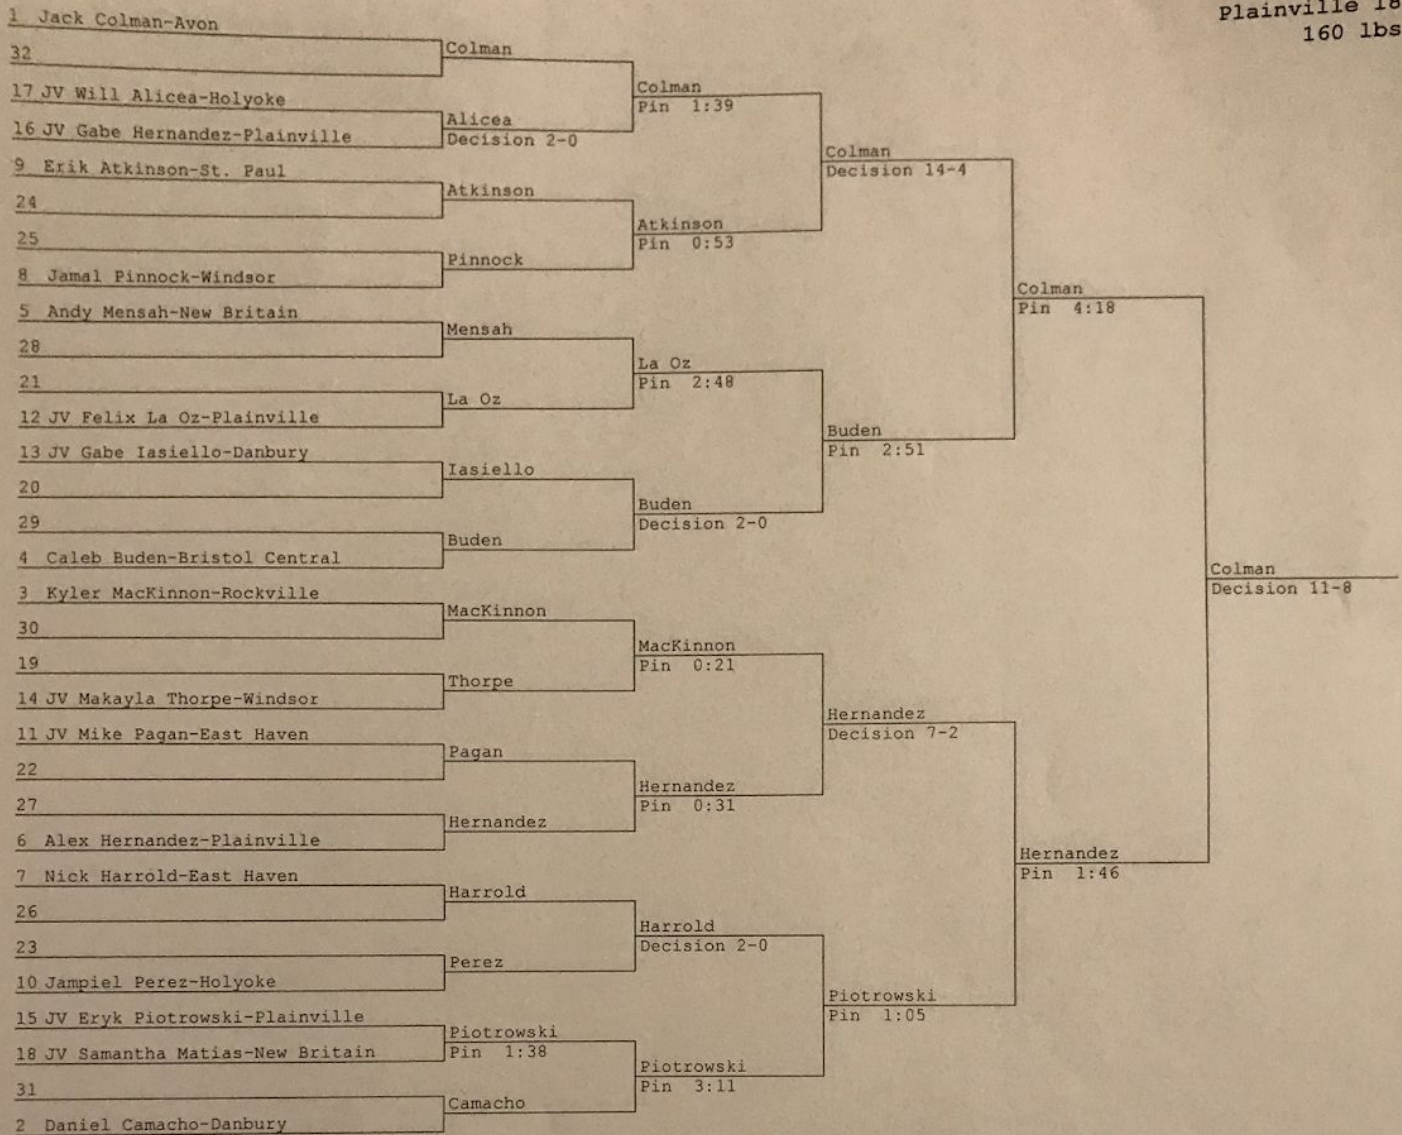 Plainville 18
160 lbs
1 Jack Colman-Avon
32
17 JV Will Alicea-Holyoke
16 JV Gabe Hernandez-Plainville
9 Erik Atkinson-St. Paul
24
25
8 Jamal Pinnock-Windsor
5 Andy Mensah-New Britain
28
21
12 JV Felix La Oz-Plainville
13 JV Gabe Iasiello-Danbury
20
29
4 Caleb Buden-Bristol Central
3 Kyler MacKinnon-Rockville
30
19
14 JV Makayla Thorpe-Windsor
11 JV Mike Pagan-East Haven
22
27
6 Alex Hernandez-Plainville
7 Nick Harrold-East Haven
26
23
10 Jampiel Perez-Holyoke
15 JV Eryk Piotrowski-Plainville
18 JV Samantha Matias-New Britain
31
2 Daniel Camacho-Danbury
Colman
Alicea
Decision 2-0
Atkinson
Pinnock
Mensah
La Oz
Iasiello
Buden
MacKinnon
Thorpe
Pagan
Hernandez
Harrold
Perez
Piotrowski
Pin 1:38
Camacho
Colman
Pin 1:39
Atkinson
Pin 0:53
La Oz
Pin 2:48
Buden
Decision 2-0
MacKinnon
Pin 0:21
Hernandez
Pin 0:31
Harrold
Decision 2-0
Piotrowski
Pin 3:11
Colman
Decision 14-4
Buden
Pin 2:51
Hernandez
Decision 7-2
Piotrowski
Pin 1:05
Colman
Pin 4:18
Hernandez
Pin 1:46
Colman
Decision 11-8